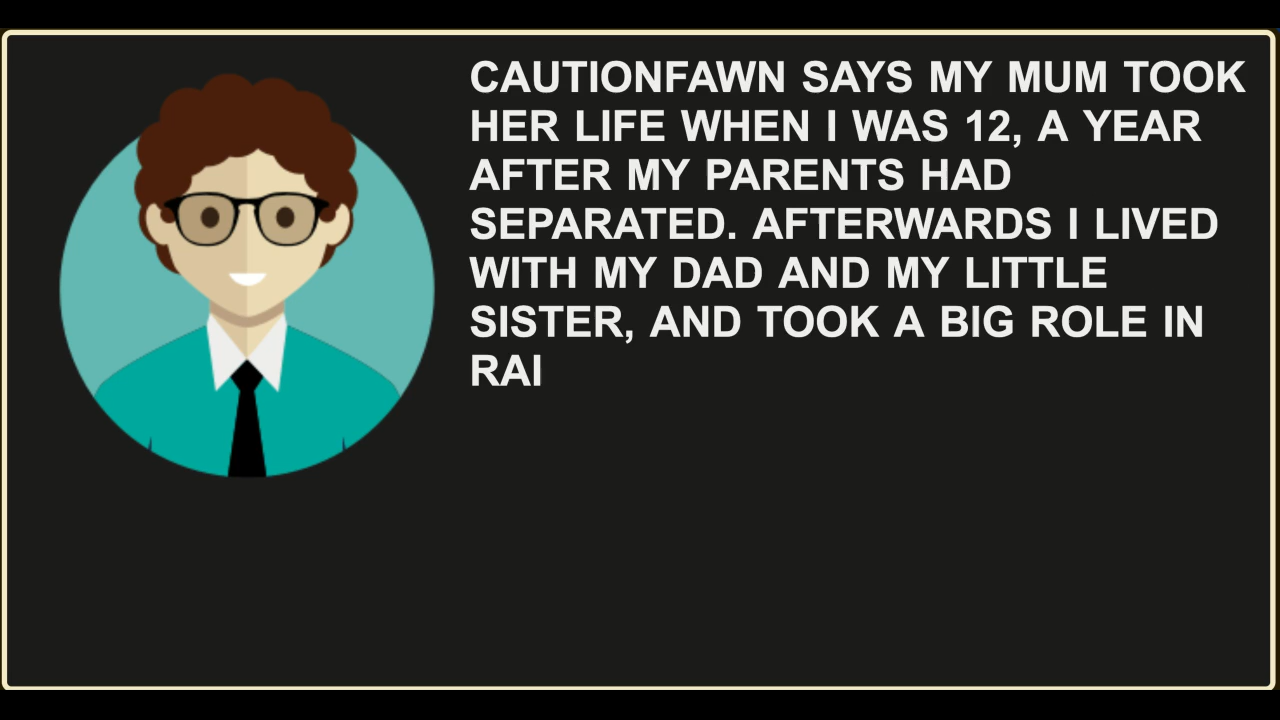 CAUTIONFAWN SAYS MY MUM TOOK
HER LIFE WHEN I WAS 12, A YEAR
AFTER MY PARENTS HAD
SEPARATED. AFTERWARDS I LIVED
WITH MY DAD AND MY LITTLE
SISTER, AND TOOK A BIG ROLE IN
RAI